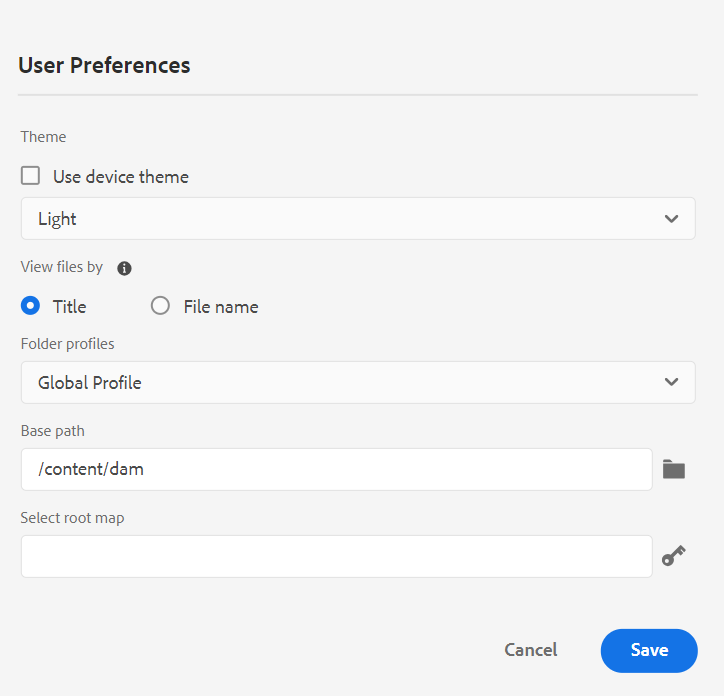 User Preferences
Theme
Use device theme
Light
View files by
Title File name
Folder profiles
Global Profile
Base path
/content/dam
Select root map
Cancel Save